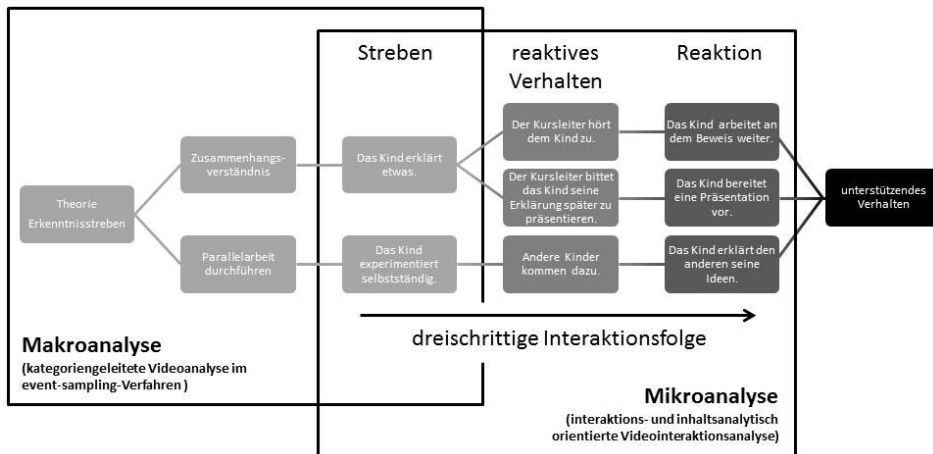 Streben
reaktives
Verhalten
Reaktion
Theorie
Erkenntnisstreben
Zusammenhangs-
verständnis
Parallelarbeit
durchführen
Das Kind erklärt
etwas.
Das Kind
experimentiert
selbstständig.
Der Kursleiter hört
dem Kind zu.
Der Kursleiter bittet
das Kind seine
Erklärung später zu
präsentieren.
Andere Kinder
kommen dazu.
Das Kind arbeitet an
dem Beweis weiter.
Das Kind bereitet
eine Präsentation
vor.
Das Kind erklärt den
anderen seine
Ideen.
unterstützendes
Verhalten
dreischrittige Interaktionsfolge
Makroanalyse
(kategoriengeleitete Videoanalyse im
event-sampling-Verfahren )
Mikroanalyse
(interaktions- und inhaltsanalytisch
orientierte Videointeraktionsanalyse)